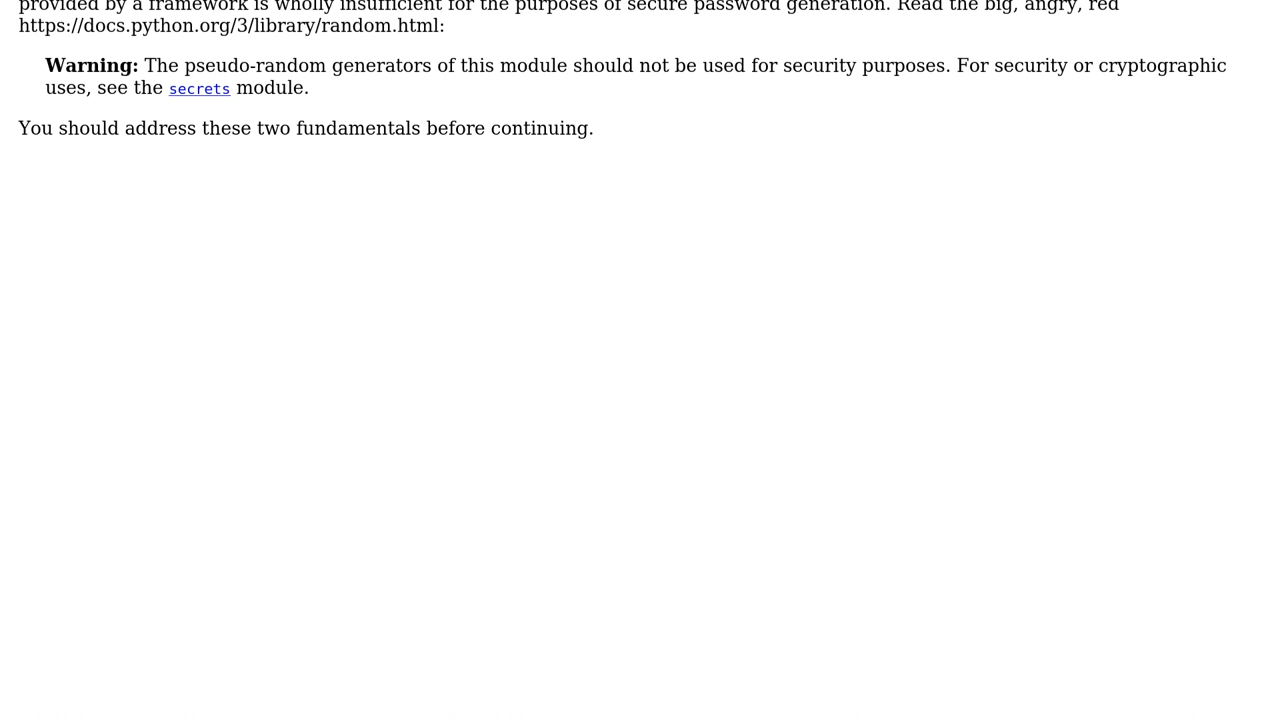 provided by a framework is wholly insufficient for the purposes of secure password generation. Read the big, angry, red
https://docs.python.org/3/library/random.html:
Warning: The pseudo-random generators of this module should not be used for security purposes. For security or cryptographic
uses, see the secrets module.
You should address these two fundamentals before continuing.